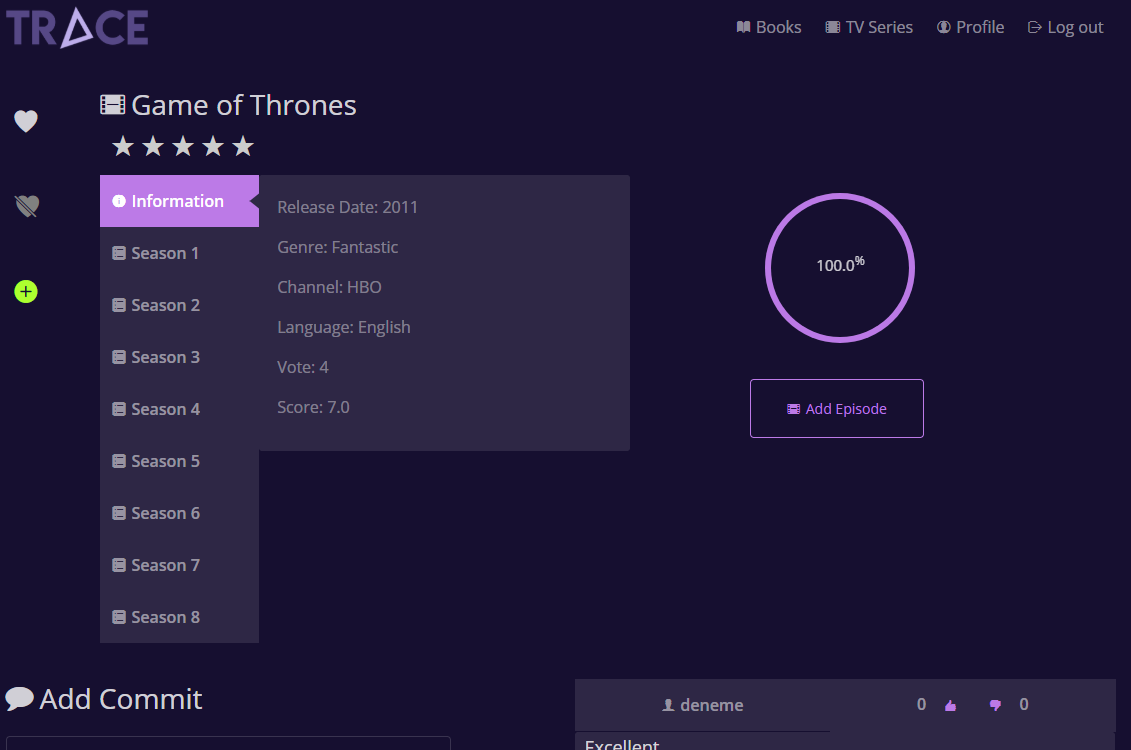 TRACE
Books TV Series Profile Log out
Game of Thrones
Information
Season 1
Season 2
Season 3
Season 4
Season 5
Season 6
Season 7
Season 8
Release Date: 2011
Genre: Fantastic
Channel: HBO
Language: English
Vote: 4
Score: 7.0
100.0%
Add Episode
Add Commit
deneme 0 0
Excellent